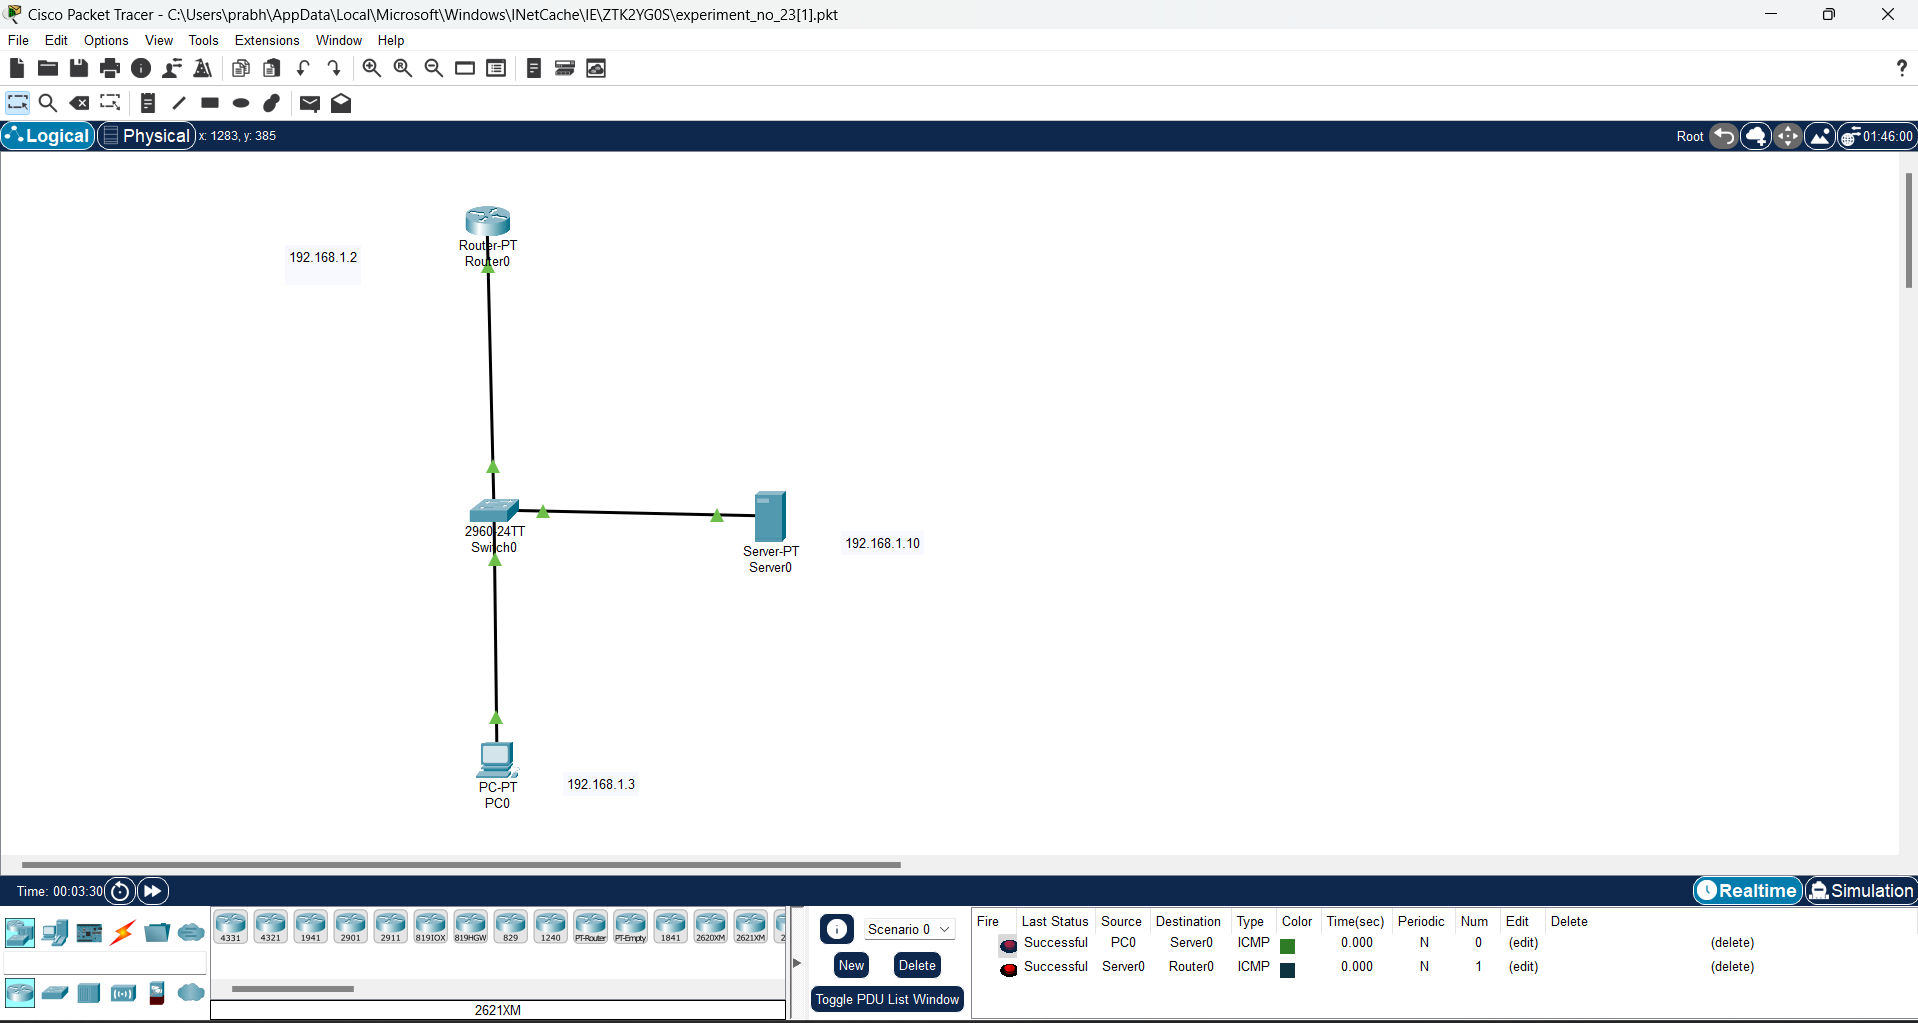 Cisco Packet Tracer - C:\Users\prabh\AppData\Local\Microsoft\Windows\INetCache\IE\ZTK2YG0S\experiment_no_23[1].pkt
File Edit Options View Tools Extensions Window Help
?
Logical Physical x: 1283, y: 385 Root 01:46:00
192.168.1.2
Router-PT
Router0
2960-24TT
Switch0
Server-PT
Server0
192.168.1.10
PC-PT
PC0
192.168.1.3
Time: 00:03:30 Realtime Simulation
4331 4321 1941 2901 2911 819IOX 819HGW 829 1240 PT-Router PT-Empty 1841 2620XM 2621XM 2
2621XM
Scenario 0
New Delete
Toggle PDU List Window
Fire Last Status Source Destination Type Color Time(sec) Periodic Num Edit Delete
Successful PC0 Server0 ICMP 0.000 N 0 (edit) (delete)
Successful Server0 Router0 ICMP 0.000 N 1 (edit) (delete)